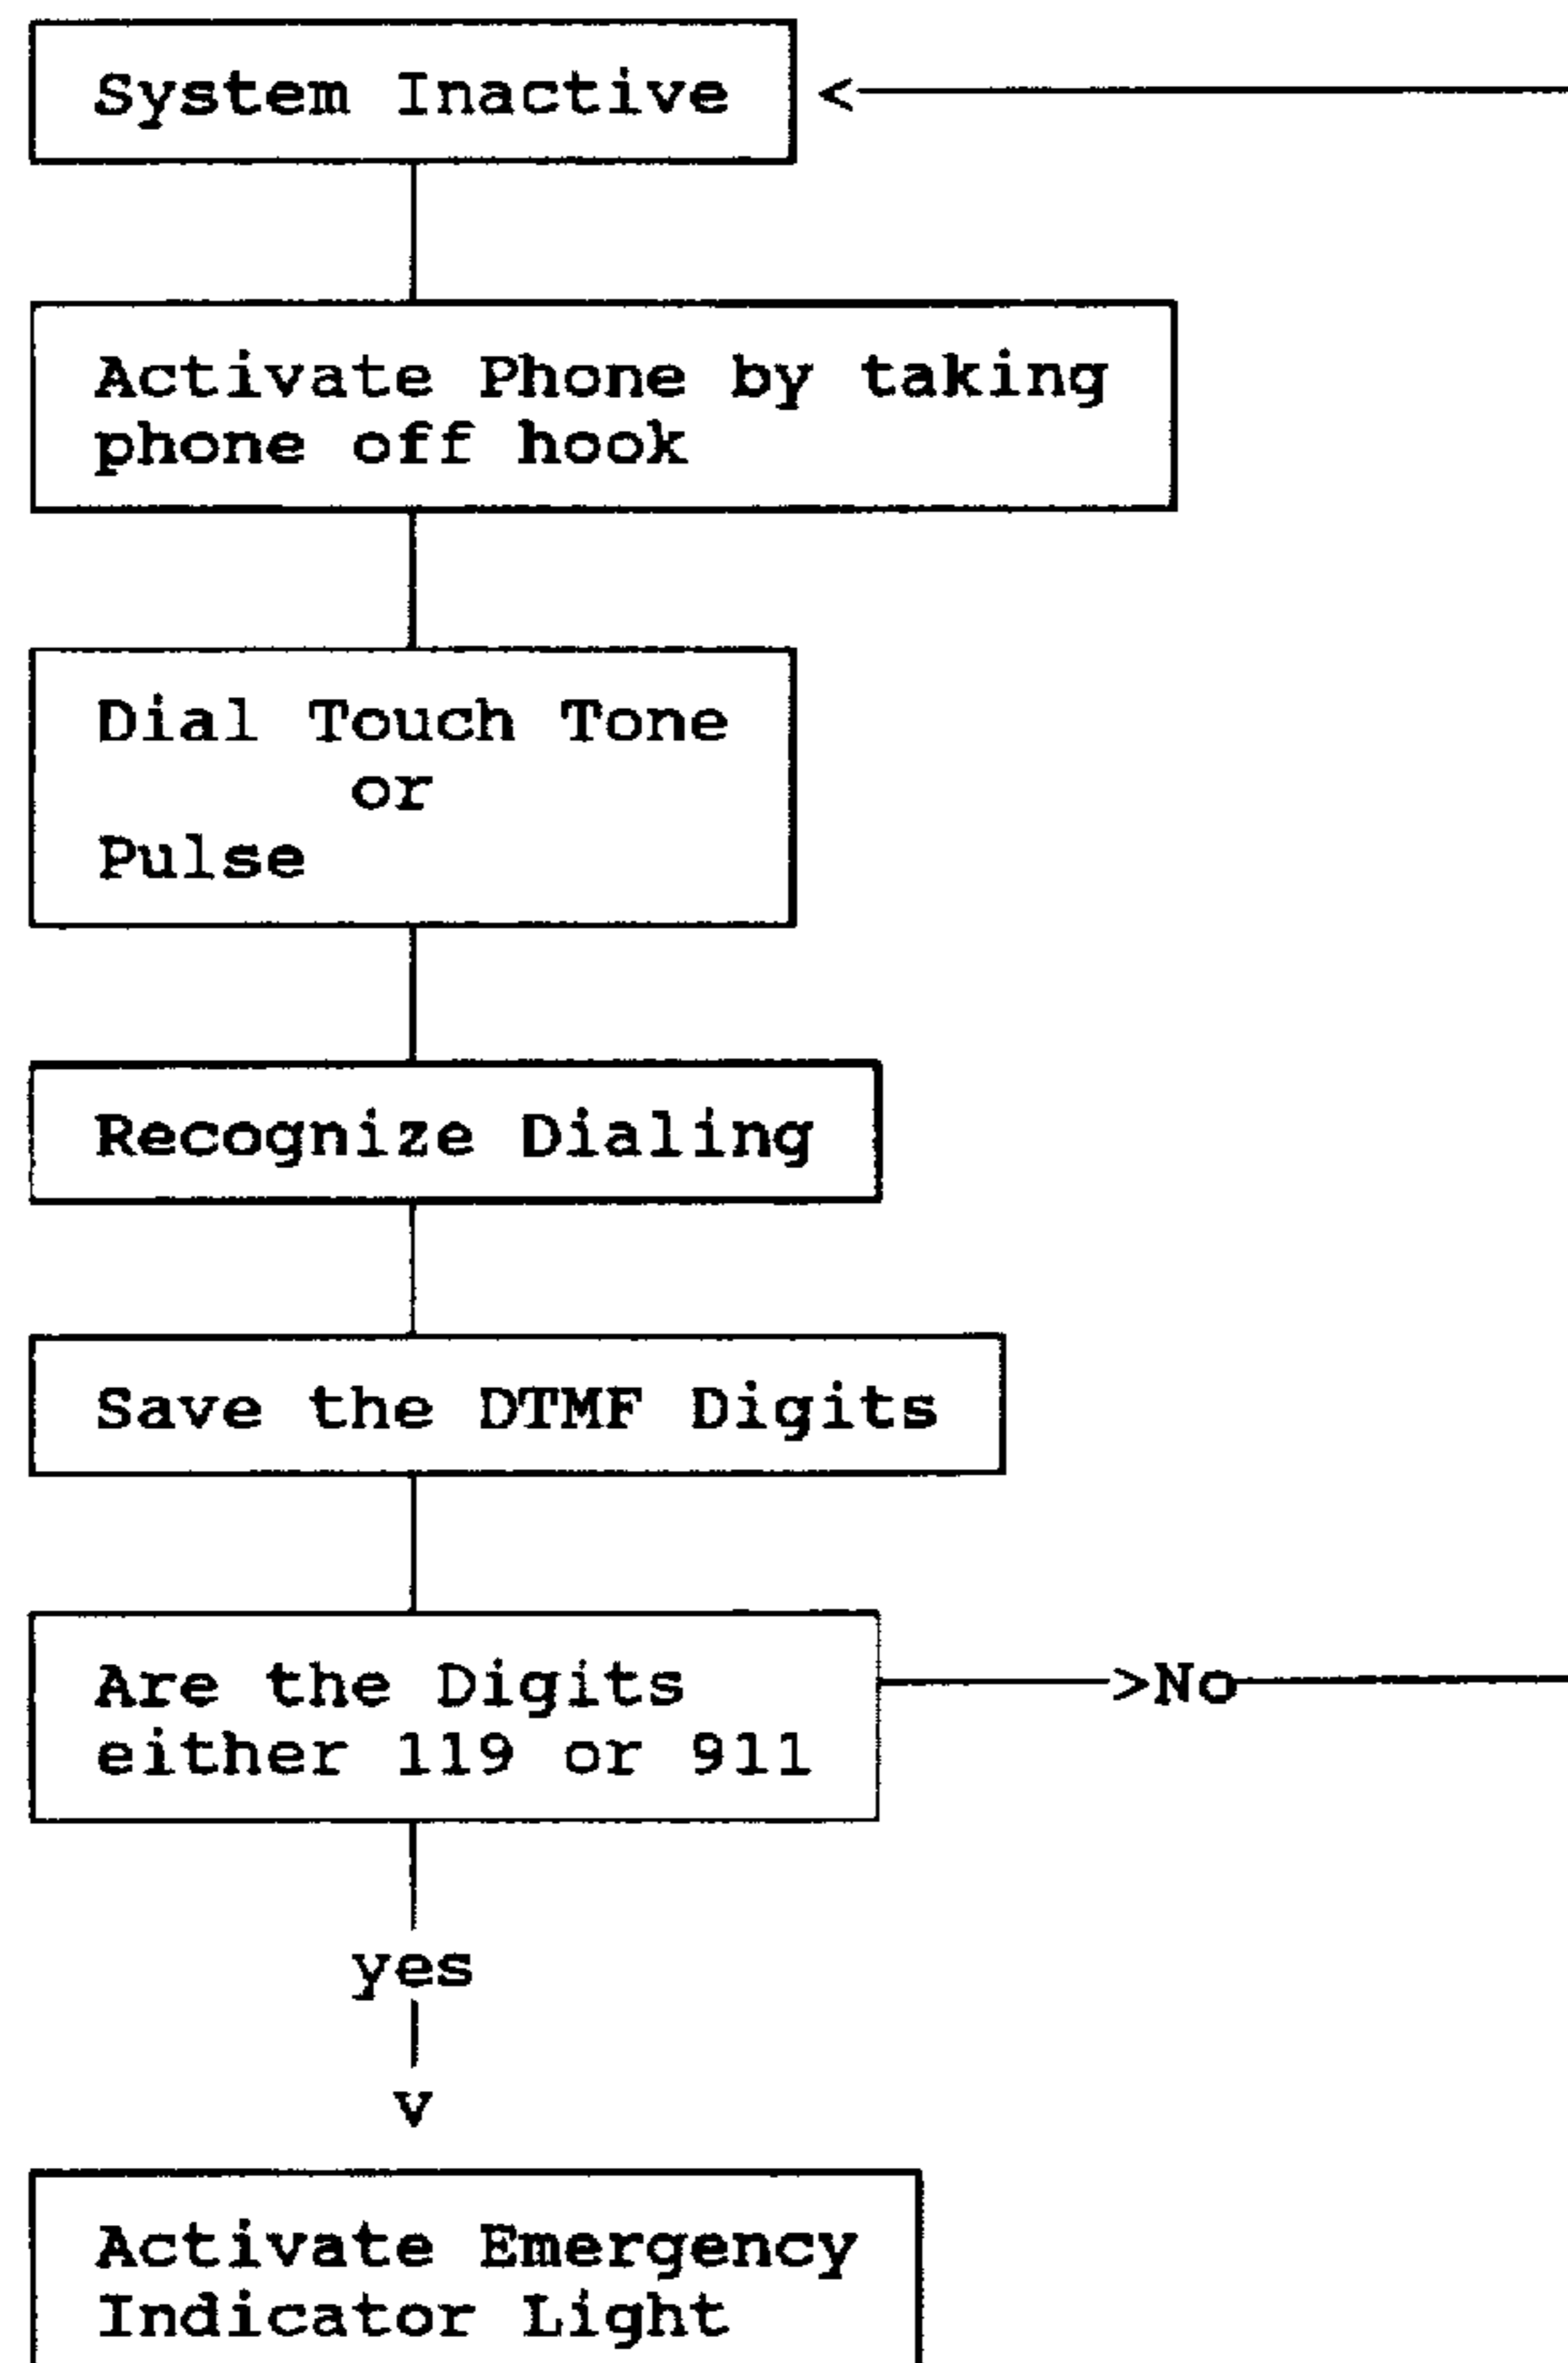 System Inactive
Activate Phone by taking
phone off hook
Dial Touch Tone
or
Pulse
Recognize Dialing
Save the DTMF Digits
Are the Digits
either 119 or 911
No
yes
Activate Emergency
Indicator Light